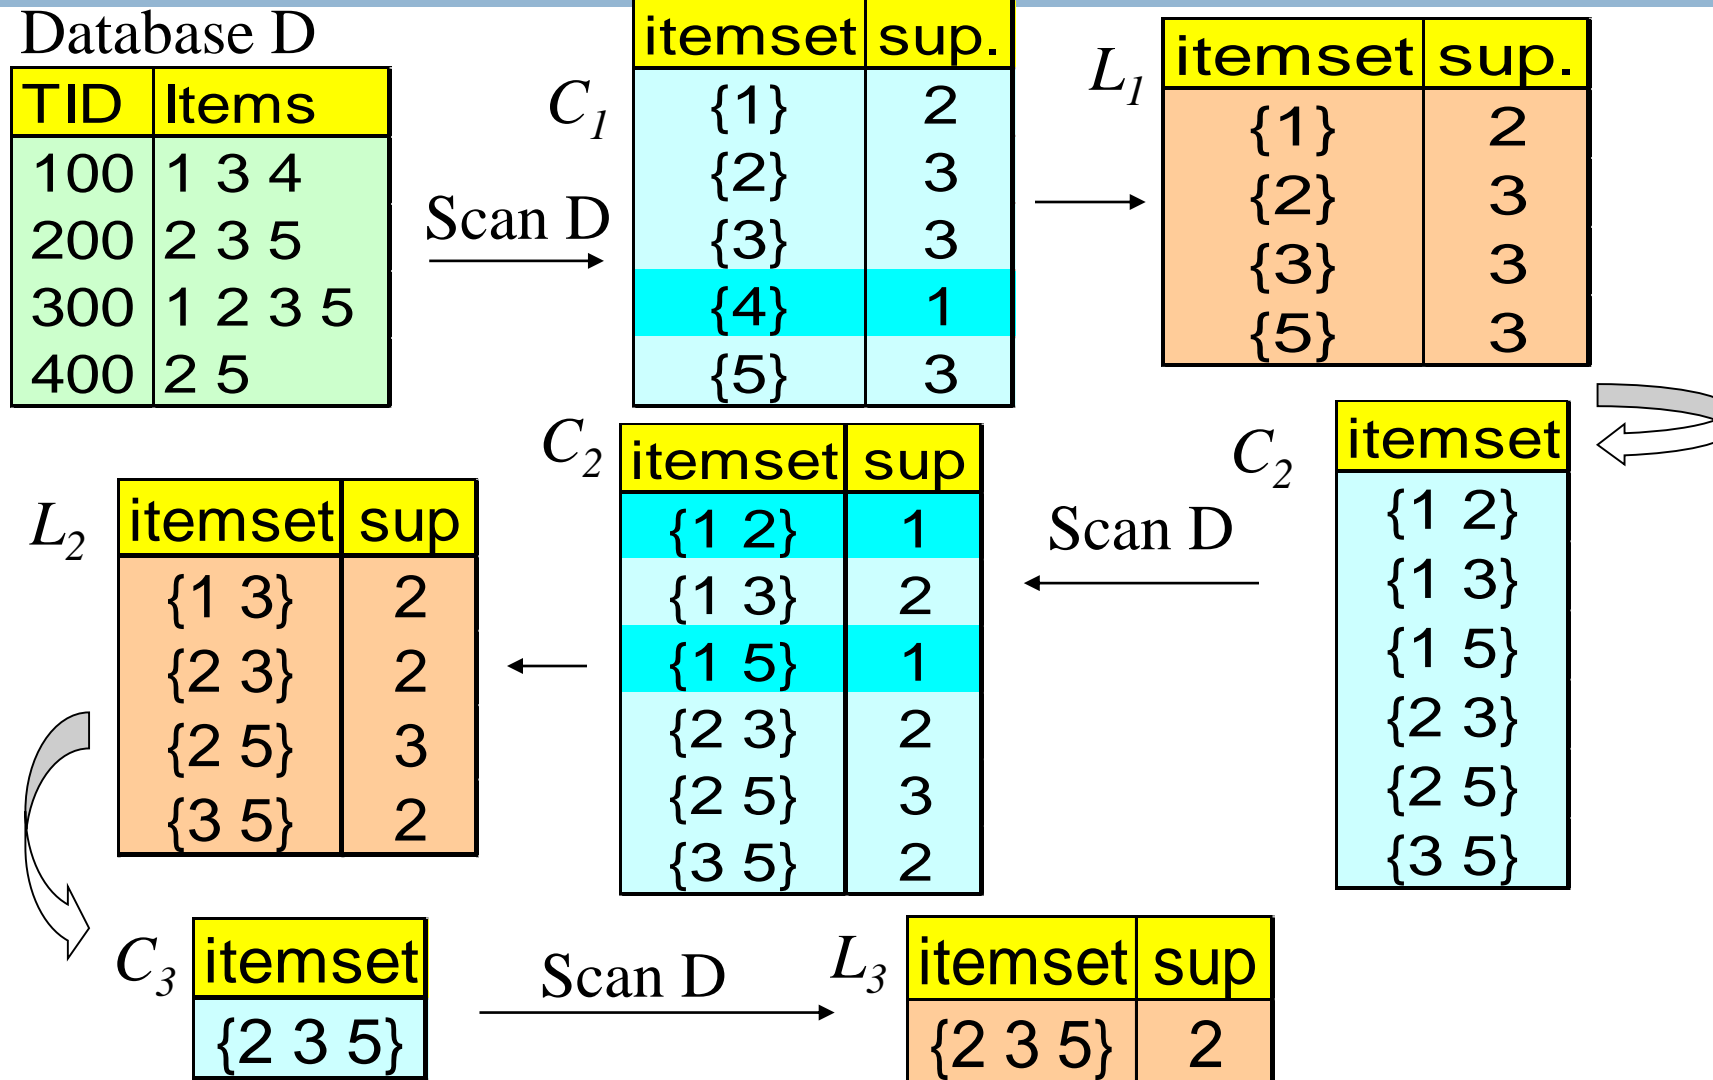 Database D
TID Items
100 1 3 4
200 2 3 5
300 1 2 3 5
400 2 5
Scan D
C1
itemset sup.
{1} 2
{2} 3
{3} 3
{4} 1
{5} 3
L1
itemset sup.
{1} 2
{2} 3
{3} 3
{5} 3
C2
itemset
{1 2}
{1 3}
{1 5}
{2 3}
{2 5}
{3 5}
Scan D
C2
itemset sup
{1 2} 1
{1 3} 2
{1 5} 1
{2 3} 2
{2 5} 3
{3 5} 2
L2
itemset sup
{1 3} 2
{2 3} 2
{2 5} 3
{3 5} 2
C3
itemset
{2 3 5}
Scan D
L3
itemset sup
{2 3 5} 2